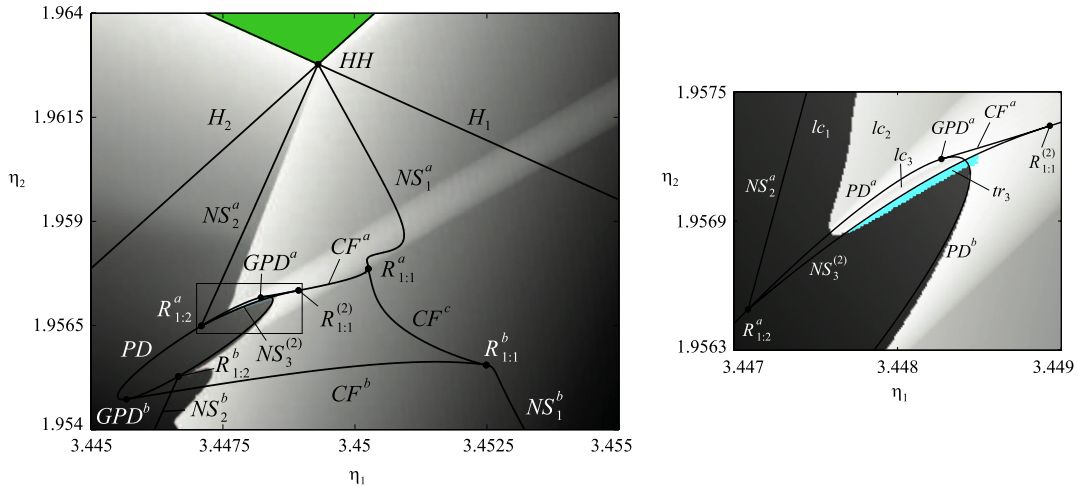 1.964
HH
1.9615
H₂
H₁
η₂
NS₁ᵃ
1.959
NS₂ᵃ
CFᵃ
GPDᵃ
R₁:₁ᵃ
R₁:₂ᵃ
R₁:₁⁽²⁾
1.9565
CFᶜ
PD
NS₃⁽²⁾
R₁:₂ᵇ
R₁:₁ᵇ
CFᵇ
GPDᵇ
NS₂ᵇ
NS₁ᵇ
1.954
3.445 3.4475 3.45 3.4525 3.455
η₁
1.9575
CFᵃ
lc₁
lc₂
GPDᵃ
lc₃
R₁:₁⁽²⁾
η₂
NS₂ᵃ
PDᵃ
tr₃
1.9569
PDᵇ
NS₃⁽²⁾
R₁:₂ᵃ
1.9563
3.447 3.448 3.449
η₁